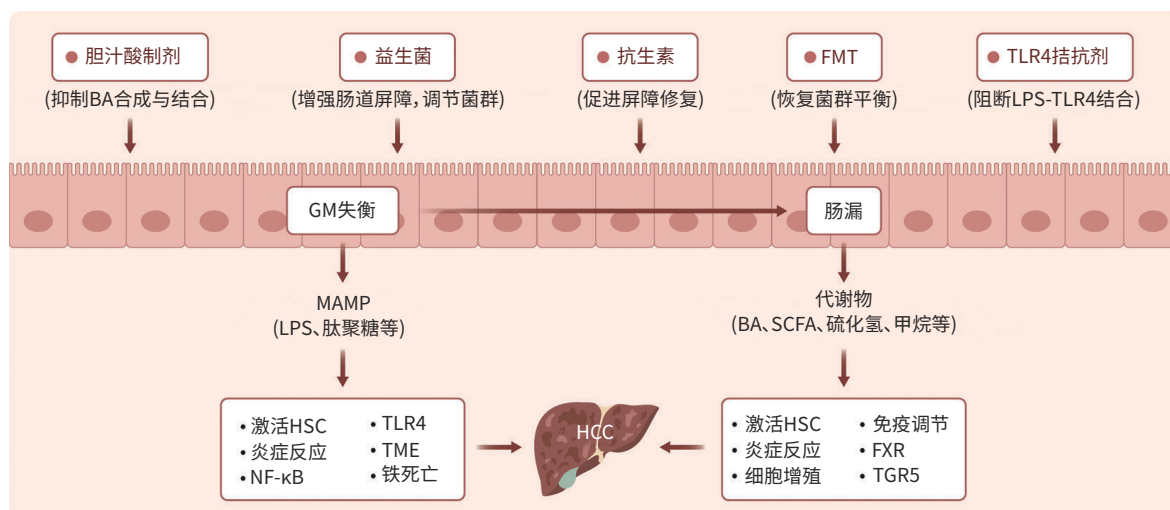 胆汁酸制剂
(抑制BA合成与结合)
益生菌
(增强肠道屏障，调节菌群)
抗生素
(促进屏障修复)
FMT
(恢复菌群平衡)
TLR4拮抗剂
(阻断LPS-TLR4结合)
GM失衡
肠漏
MAMP
(LPS、肽聚糖等)
代谢物
(BA、SCFA、硫化氢、甲烷等)
• 激活HSC
• 炎症反应
• NF-κB
• TLR4
• TME
• 铁死亡
HCC
• 激活HSC
• 炎症反应
• 细胞增殖
• 免疫调节
• FXR
• TGR5